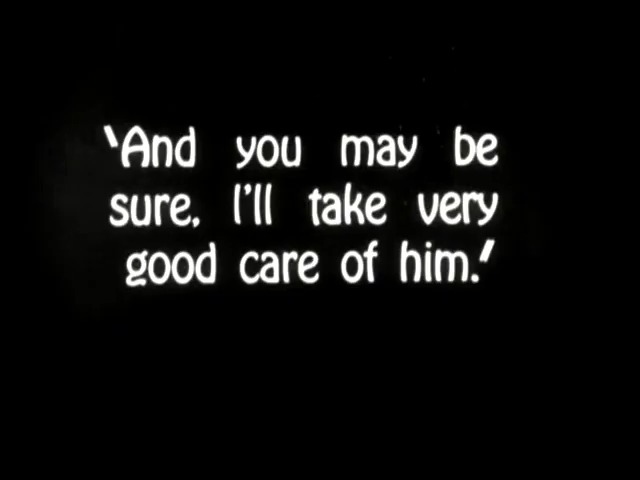 'And you may be
sure, I'll take very
good care of him.'